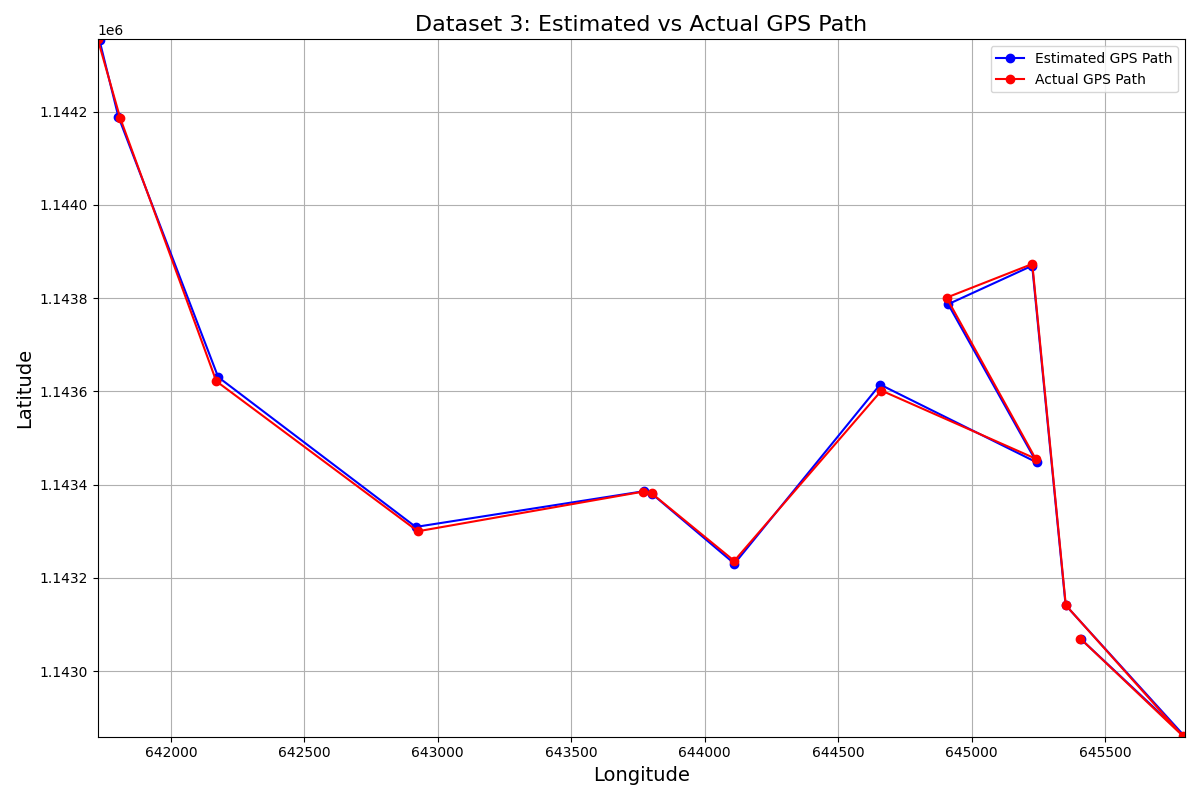 Dataset 3: Estimated vs Actual GPS Path
1e6
Estimated GPS Path
Actual GPS Path
1.1442
1.1440
1.1438
1.1436
1.1434
1.1432
1.1430
Latitude
642000 642500 643000 643500 644000 644500 645000 645500
Longitude